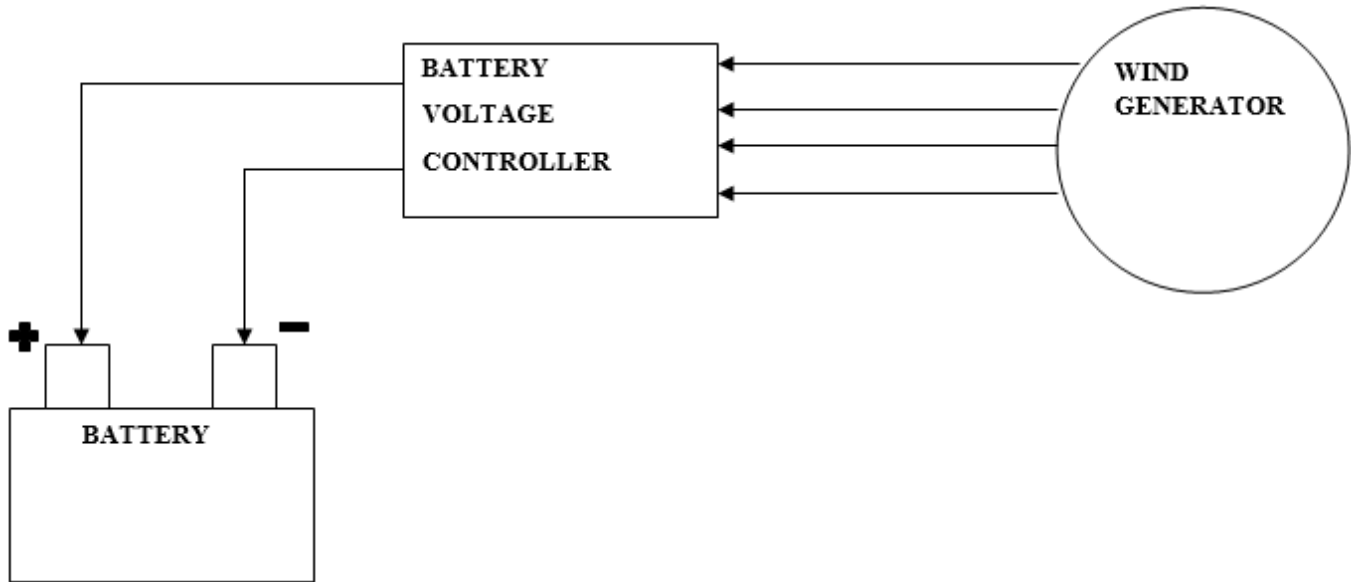 BATTERY
VOLTAGE
CONTROLLER
WIND
GENERATOR
+
-
BATTERY